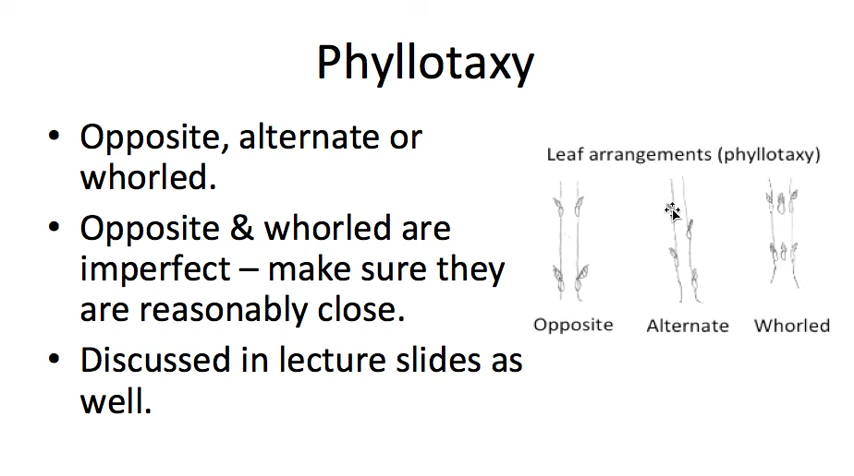 Phyllotaxy
• Opposite, alternate or
whorled.
• Opposite & whorled are
imperfect – make sure they
are reasonably close.
• Discussed in lecture slides as
well.
Leaf arrangements (phyllotaxy)
Opposite Alternate Whorled